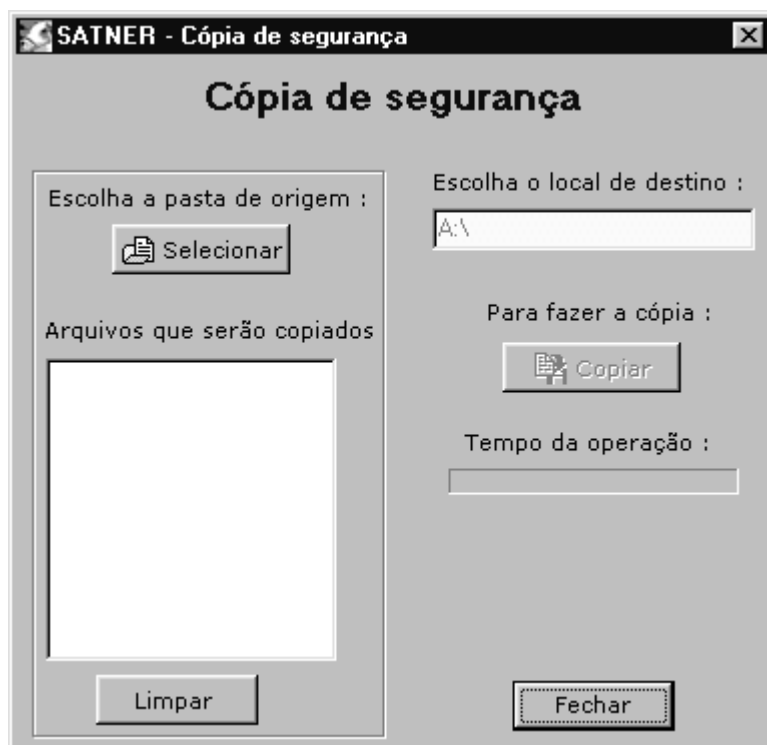 SATNER - Cópia de segurança
Cópia de segurança
Escolha a pasta de origem :
Selecionar
Arquivos que serão copiados
Limpar
Escolha o local de destino :
A:\
Para fazer a cópia :
Copiar
Tempo da operação :
Fechar